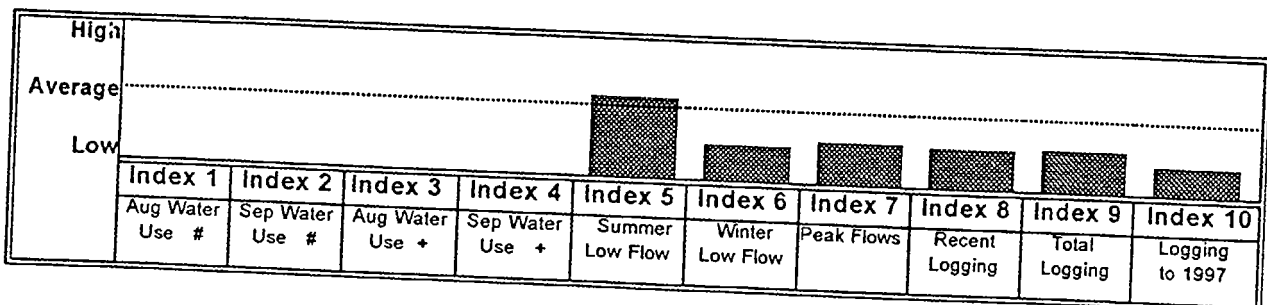 High
Average
Low
Index 1 Index 2 Index 3 Index 4 Index 5 Index 6 Index 7 Index 8 Index 9 Index 10
Aug Water Sep Water Aug Water Sep Water Summer Winter Peak Flows Recent Total Logging
Use # Use # Use + Use + Low Flow Low Flow Logging Logging to 1997